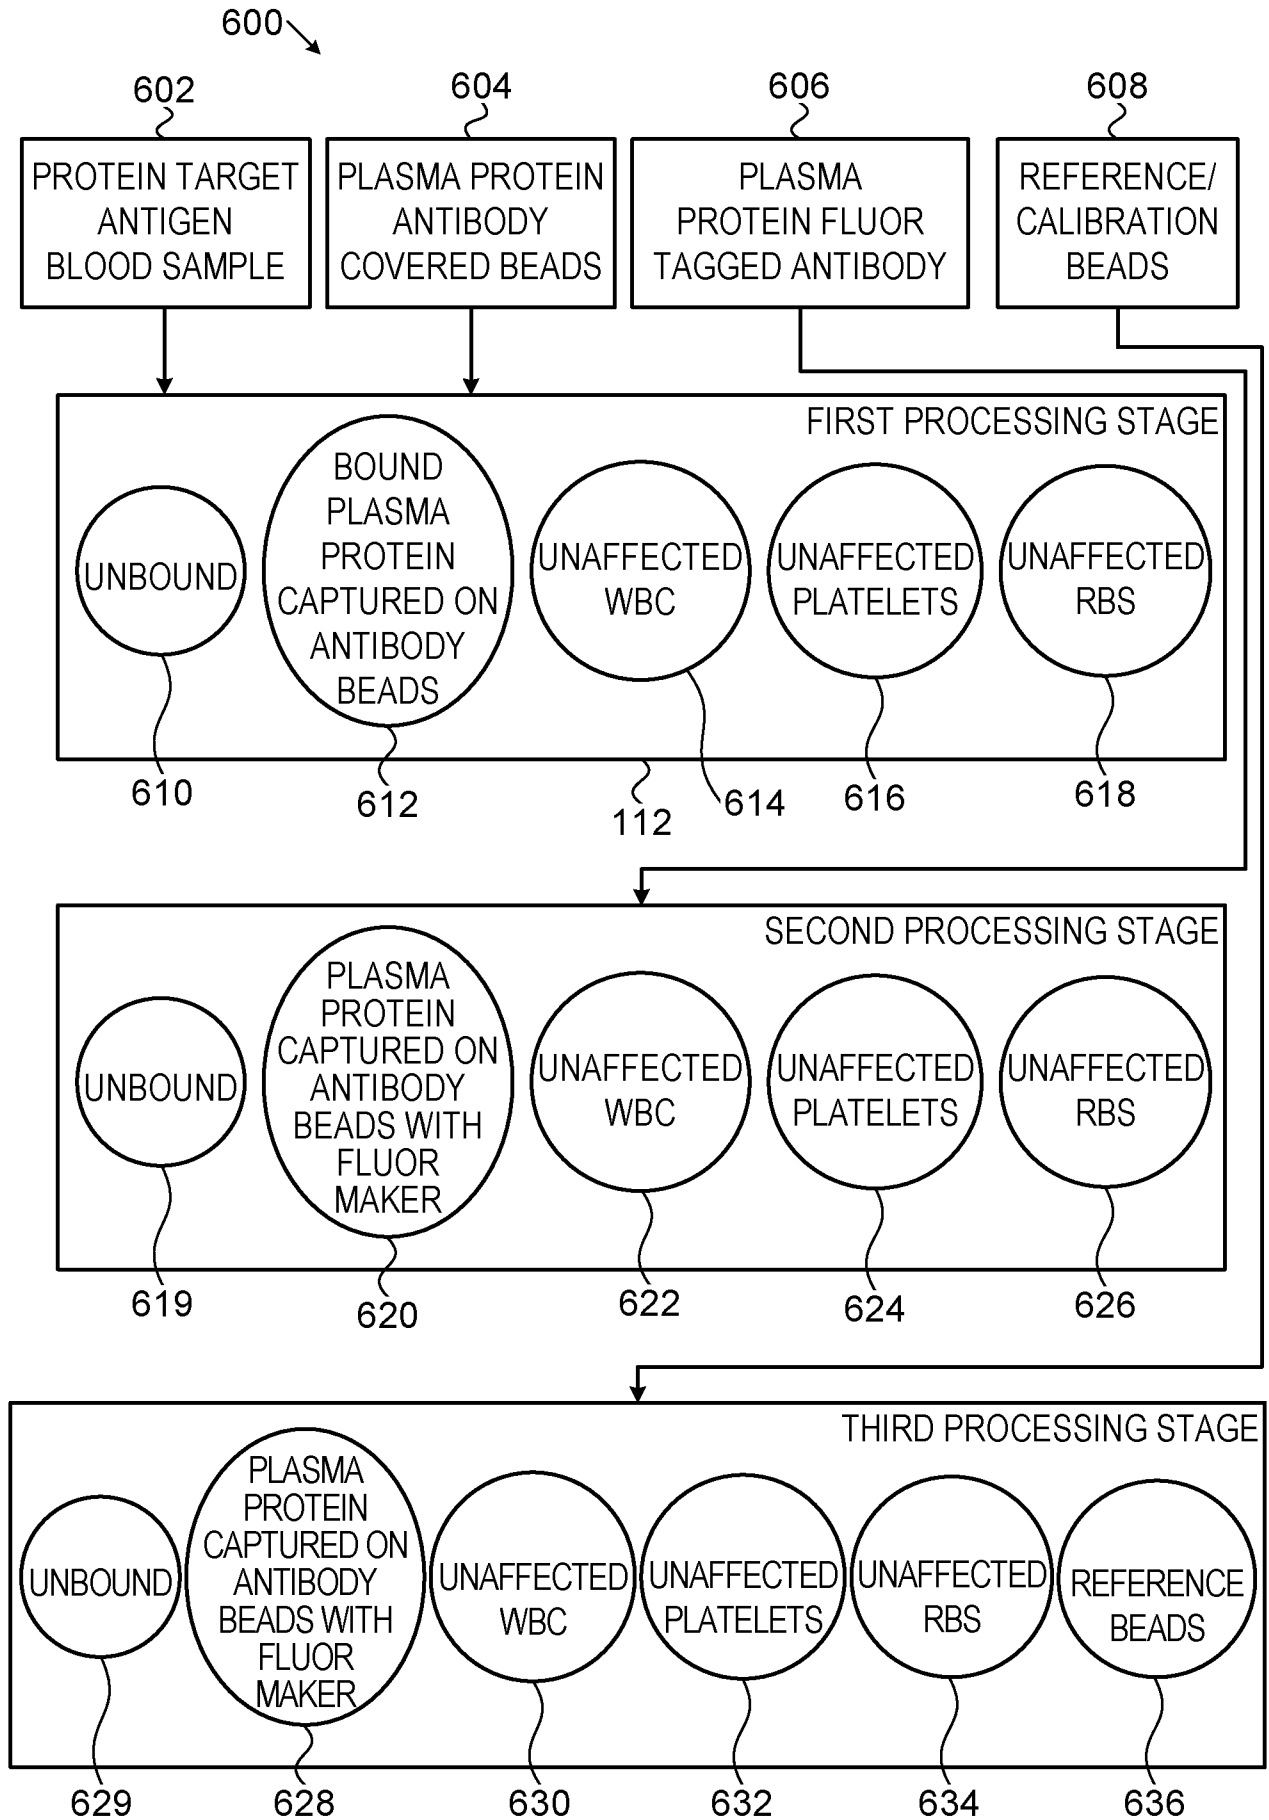 600
602
604
606
608
PROTEIN TARGET
ANTIGEN
BLOOD SAMPLE
PLASMA PROTEIN
ANTIBODY
COVERED BEADS
PLASMA
PROTEIN FLUOR
TAGGED ANTIBODY
REFERENCE/
CALIBRATION
BEADS
FIRST PROCESSING STAGE
UNBOUND
BOUND
PLASMA
PROTEIN
CAPTURED ON
ANTIBODY
BEADS
UNAFFECTED
WBC
UNAFFECTED
PLATELETS
UNAFFECTED
RBS
610
612
112
614
616
618
SECOND PROCESSING STAGE
UNBOUND
PLASMA
PROTEIN
CAPTURED ON
ANTIBODY
BEADS WITH
FLUOR
MAKER
UNAFFECTED
WBC
UNAFFECTED
PLATELETS
UNAFFECTED
RBS
619
620
622
624
626
THIRD PROCESSING STAGE
UNBOUND
PLASMA
PROTEIN
CAPTURED ON
ANTIBODY
BEADS WITH
FLUOR
MAKER
UNAFFECTED
WBC
UNAFFECTED
PLATELETS
UNAFFECTED
RBS
REFERENCE
BEADS
629
628
630
632
634
636